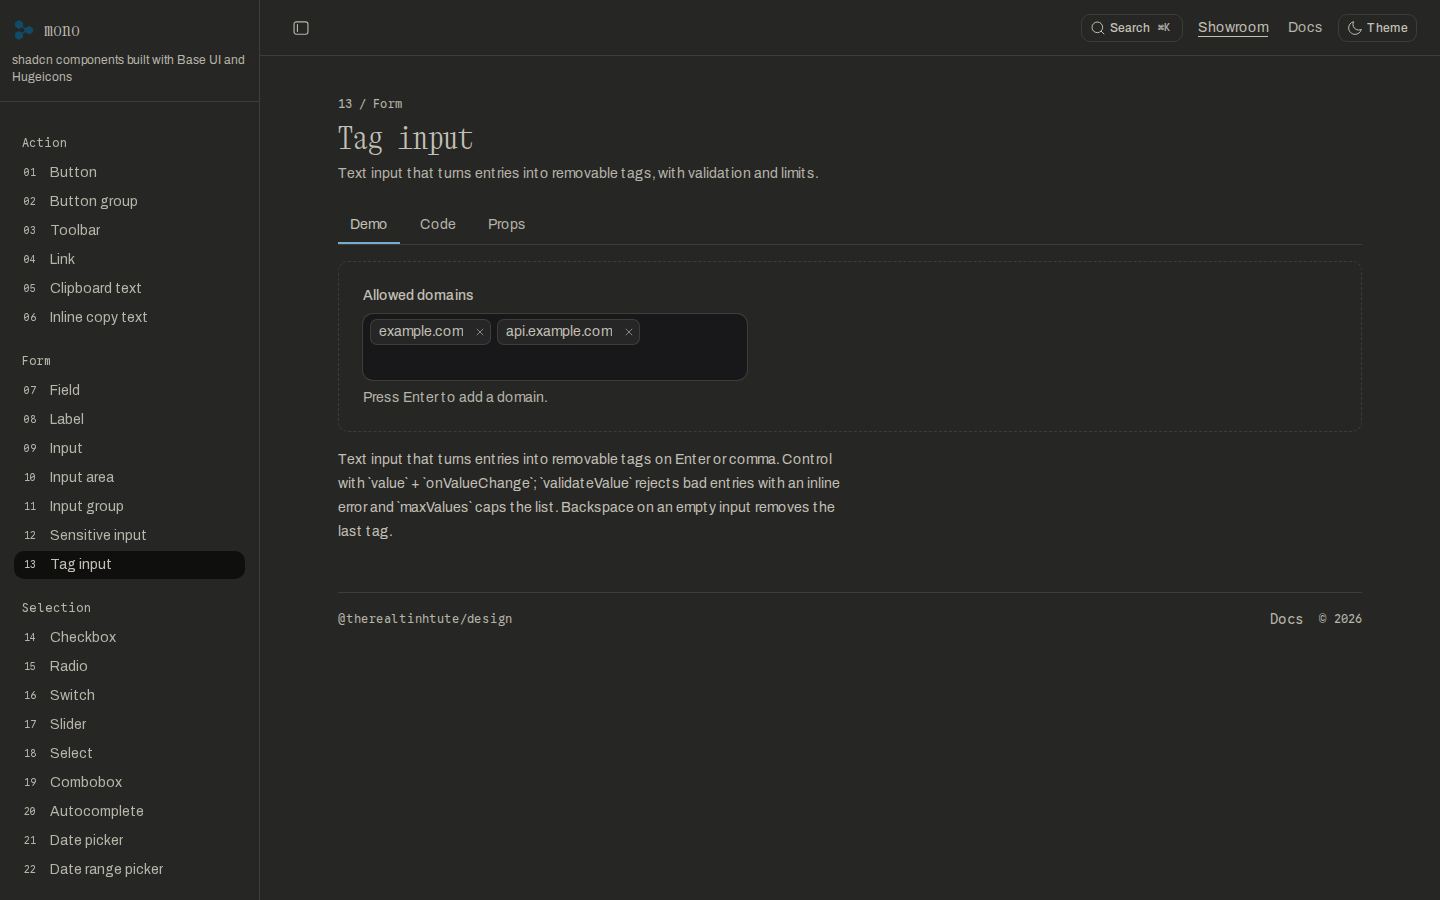 mono
shadcn components built with Base UI and
Hugeicons
Action
01 Button
02 Button group
03 Toolbar
04 Link
05 Clipboard text
06 Inline copy text
Form
07 Field
08 Label
09 Input
10 Input area
11 Input group
12 Sensitive input
13 Tag input
Selection
14 Checkbox
15 Radio
16 Switch
17 Slider
18 Select
19 Combobox
20 Autocomplete
21 Date picker
22 Date range picker
Search ⌘K Showroom Docs Theme
13 / Form
Tag input
Text input that turns entries into removable tags, with validation and limits.
Demo Code Props
Allowed domains
example.com api.example.com
Press Enter to add a domain.
Text input that turns entries into removable tags on Enter or comma. Control
with `value` + `onValueChange`; `validateValue` rejects bad entries with an inline
error and `maxValues` caps the list. Backspace on an empty input removes the
last tag.
@therealtinhtute/design Docs © 2026